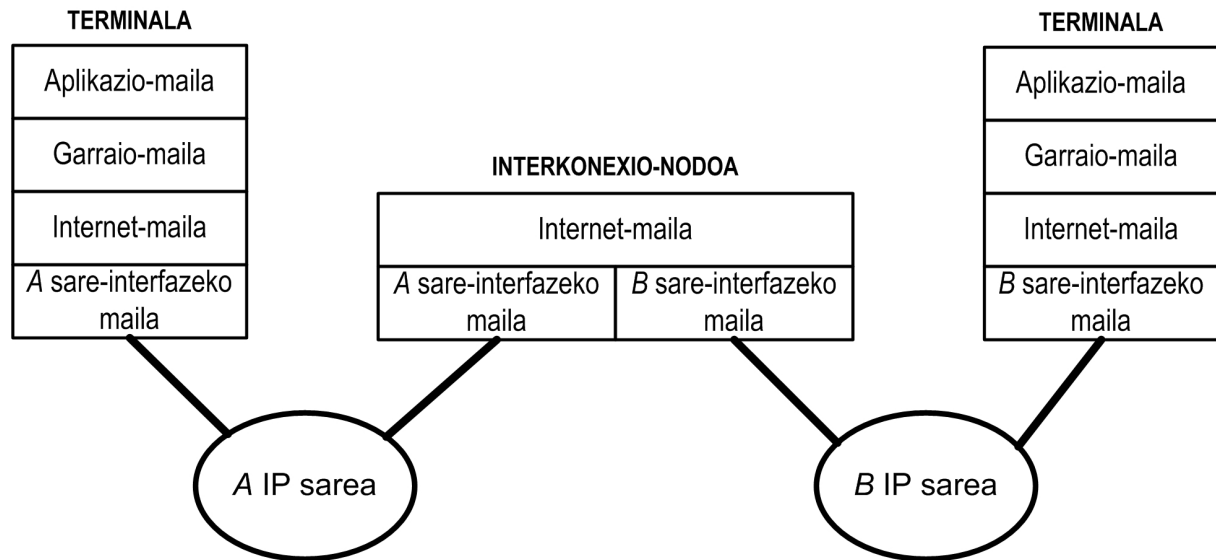 TERMINALA
Aplikazio-maila
Garraio-maila
Internet-maila
A sare-interfazeko
maila
INTERKONEXIO-NODOA
Internet-maila
A sare-interfazeko
maila
B sare-interfazeko
maila
TERMINALA
Aplikazio-maila
Garraio-maila
Internet-maila
B sare-interfazeko
maila
A IP sarea
B IP sarea